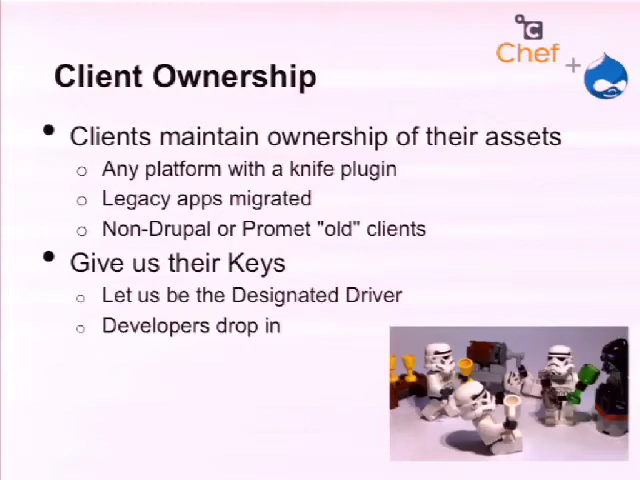 Chef
+
Client Ownership
• Clients maintain ownership of their assets
o Any platform with a knife plugin
o Legacy apps migrated
o Non-Drupal or Promet "old" clients
• Give us their Keys
o Let us be the Designated Driver
o Developers drop in